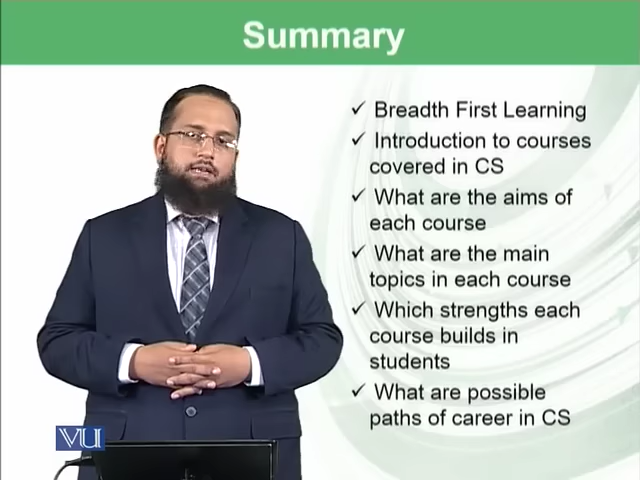 Summary
✓ Breadth First Learning
✓ Introduction to courses
covered in CS
✓ What are the aims of
each course
✓ What are the main
topics in each course
✓ Which strengths each
course builds in
students
✓ What are possible
paths of career in CS
VU